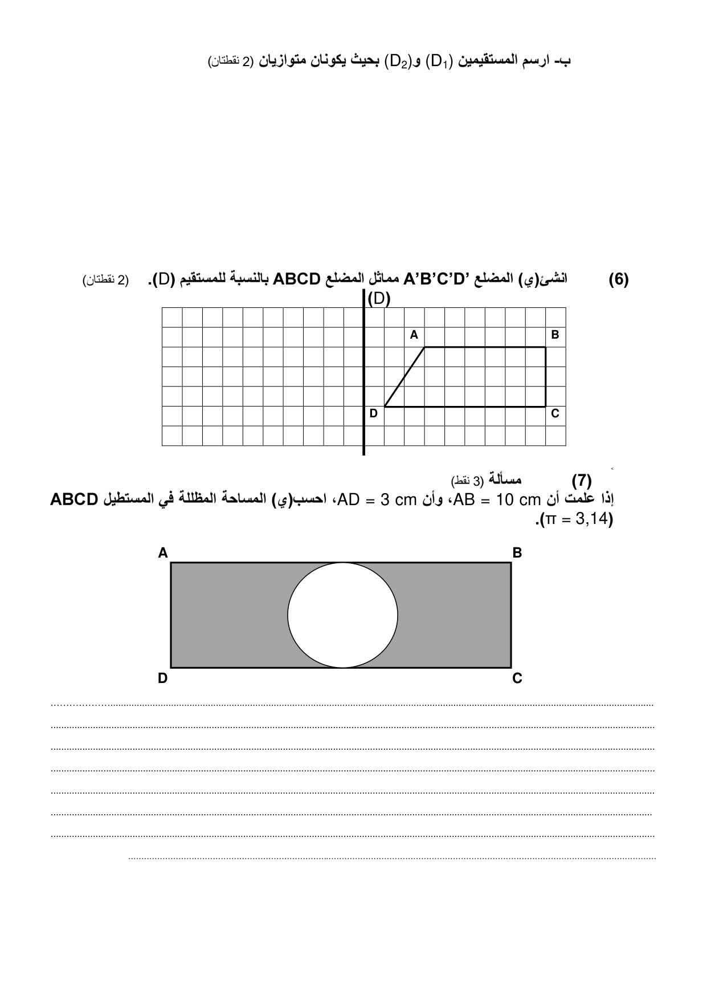 ب- ارسم المستقيمين (D1) و(D2) بحيث يكونان متوازيان (2 نقطتان)
(6) انشئ(ي) المضلع A’B’C’D’ مماثل المضلع ABCD بالنسبة للمستقيم (D). (2 نقطتان)
(D)
A B
D C
(7) مسألة (3 نقط)
إذا علمت أن AB = 10 cm، وأن AD = 3 cm، احسب(ي) المساحة المظللة في المستطيل ABCD
(π = 3,14).
A B
D C